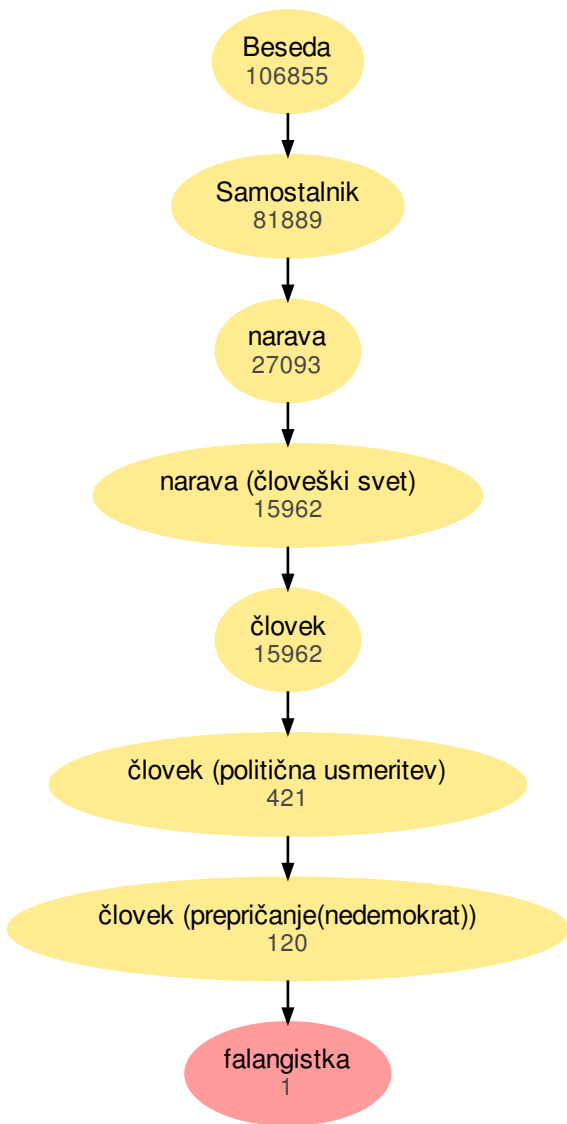 Beseda
106855
Samostalnik
81889
narava
27093
narava (človeški svet)
15962
človek
15962
človek (politična usmeritev)
421
človek (prepričanje(nedemokrat))
120
falangistka
1